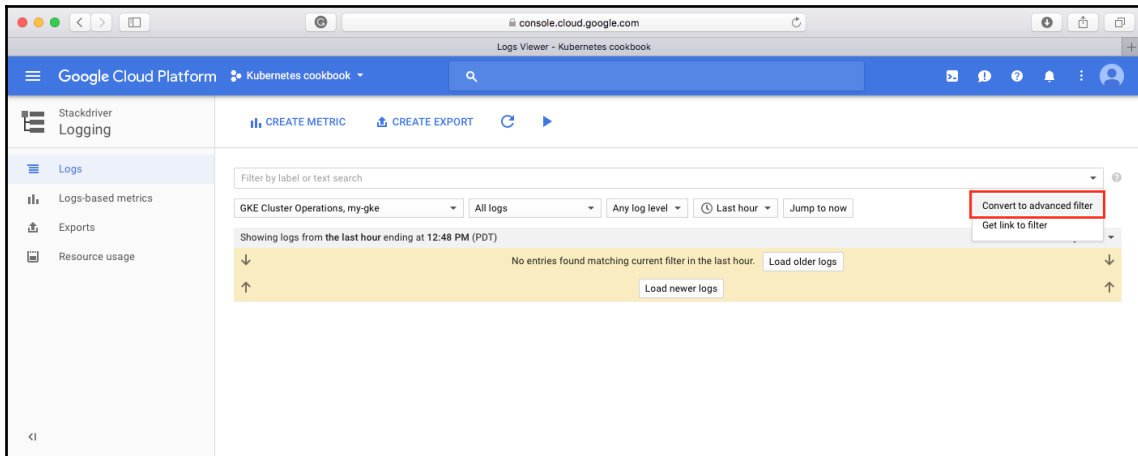 console.cloud.google.com
Logs Viewer - Kubernetes cookbook
Google Cloud Platform Kubernetes cookbook
Stackdriver
Logging
CREATE METRIC CREATE EXPORT
Logs
Filter by label or text search
Logs-based metrics
GKE Cluster Operations, my-gke All logs Any log level Last hour Jump to now
Convert to advanced filter
Get link to filter
Exports
Showing logs from the last hour ending at 12:48 PM (PDT)
Resource usage
No entries found matching current filter in the last hour. Load older logs
Load newer logs